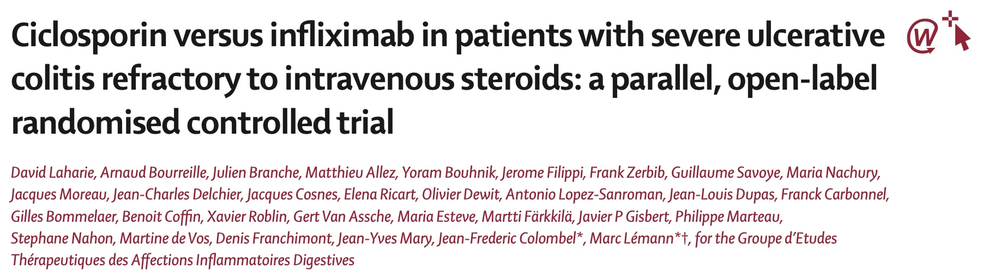 Ciclosporin versus infliximab in patients with severe ulcerative
colitis refractory to intravenous steroids: a parallel, open-label
randomised controlled trial
W
David Laharie, Arnaud Bourreille, Julien Branche, Matthieu Allez, Yoram Bouhnik, Jerome Filippi, Frank Zerbib, Guillaume Savoye, Maria Nachury,
Jacques Moreau, Jean-Charles Delchier, Jacques Cosnes, Elena Ricart, Olivier Dewit, Antonio Lopez-Sanroman, Jean-Louis Dupas, Franck Carbonnel,
Gilles Bommelaer, Benoit Coffin, Xavier Roblin, Gert Van Assche, Maria Esteve, Martti Färkkilä, Javier P Gisbert, Philippe Marteau,
Stephane Nahon, Martine de Vos, Denis Franchimont, Jean-Yves Mary, Jean-Frederic Colombel*, Marc Lémann*†, for the Groupe d’Etudes
Thérapeutiques des Affections Inflammatoires Digestives